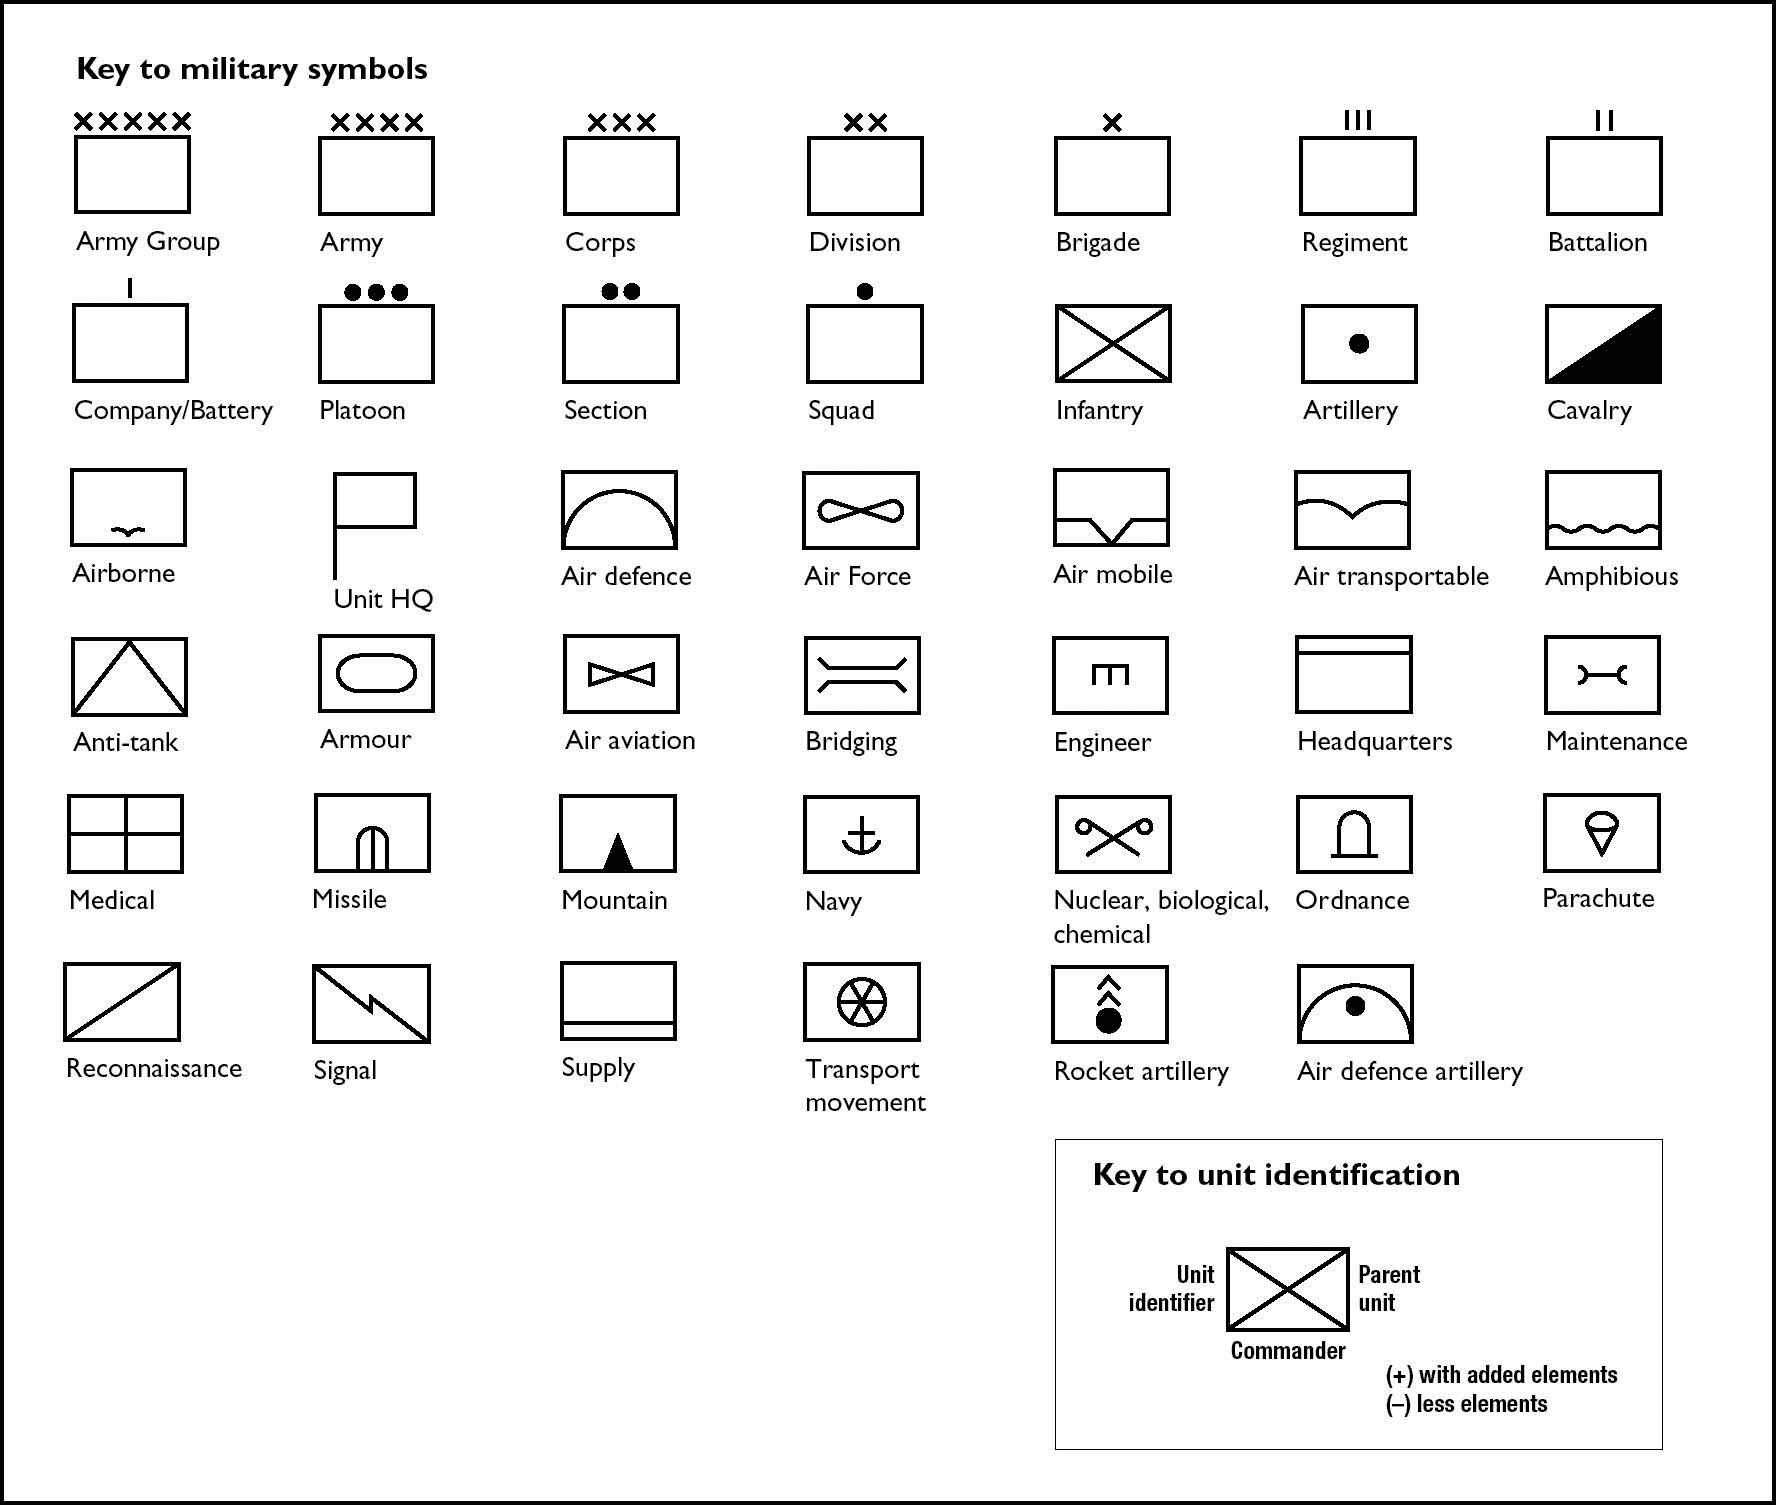 Key to military symbols
Army Group
Army
Corps
Division
Brigade
Regiment
Battalion
Company/Battery
Platoon
Section
Squad
Infantry
Artillery
Cavalry
Airborne
Unit HQ
Air defence
Air Force
Air mobile
Air transportable
Amphibious
Anti-tank
Armour
Air aviation
Bridging
Engineer
Headquarters
Maintenance
Medical
Missile
Mountain
Navy
Nuclear, biological,
chemical
Ordnance
Parachute
Reconnaissance
Signal
Supply
Transport
movement
Rocket artillery
Air defence artillery
Key to unit identification
Unit
identifier
Parent
unit
Commander
(+) with added elements
(–) less elements